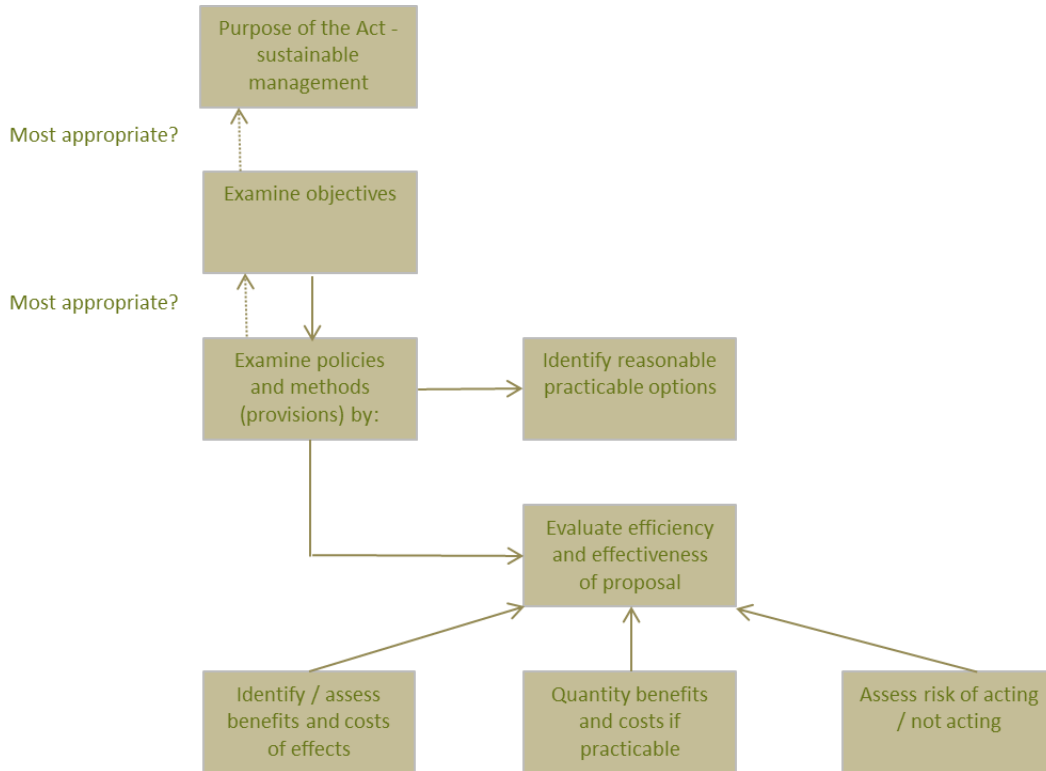 Purpose of the Act -
sustainable
management
Most appropriate?
Examine objectives
Most appropriate?
Examine policies
and methods
(provisions) by:
Identify reasonable
practicable options
Evaluate efficiency
and effectiveness
of proposal
Identify / assess
benefits and costs
of effects
Quantity benefits
and costs if
practicable
Assess risk of acting
/ not acting